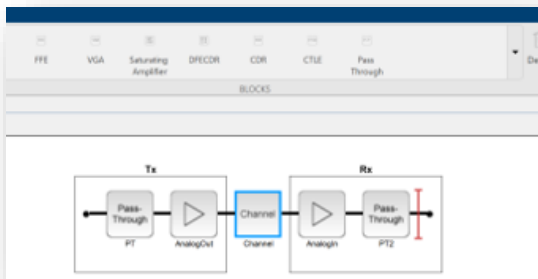 FFE VGA Saturating Amplifier DFECDR CDR CTLE Pass Through De
BLOCKS
Tx Rx
Pass-Through Channel Pass-Through
PT AnalogOut Channel AnalogIn PT2